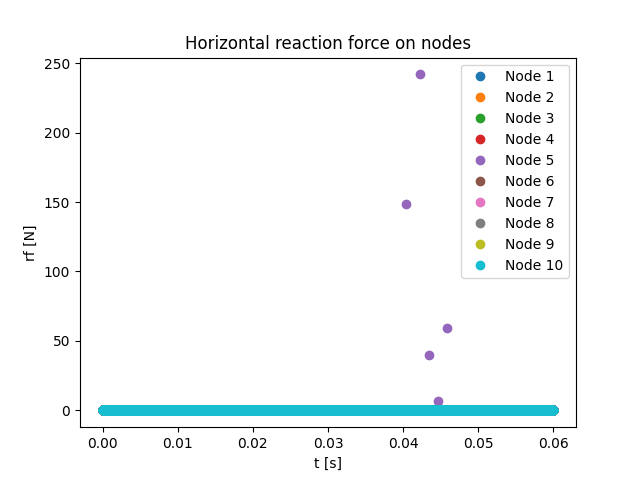 Horizontal reaction force on nodes
250
200
150
100
50
0
rf [N]
0.00 0.01 0.02 0.03 0.04 0.05 0.06
t [s]
Node 1
Node 2
Node 3
Node 4
Node 5
Node 6
Node 7
Node 8
Node 9
Node 10